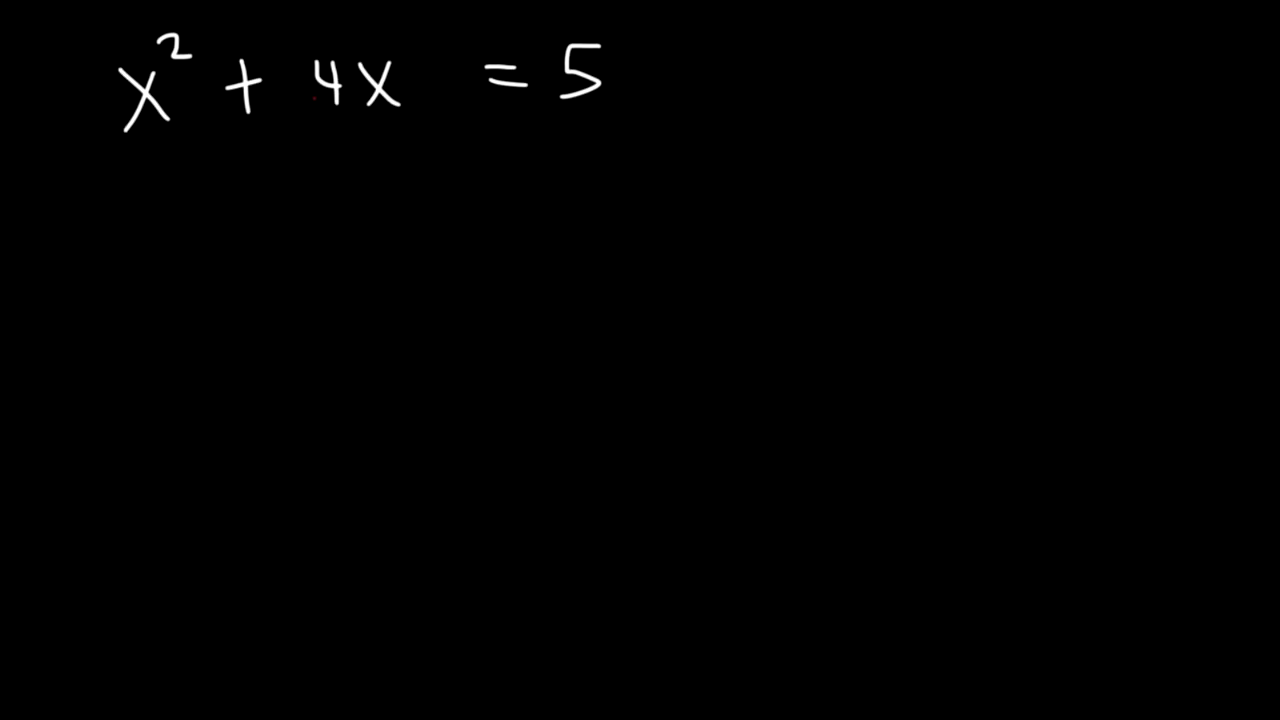 x² + 4x = 5